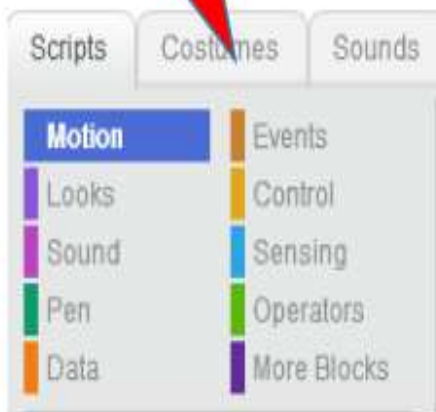 Scripts Costumes Sounds
Motion Events
Looks Control
Sound Sensing
Pen Operators
Data More Blocks